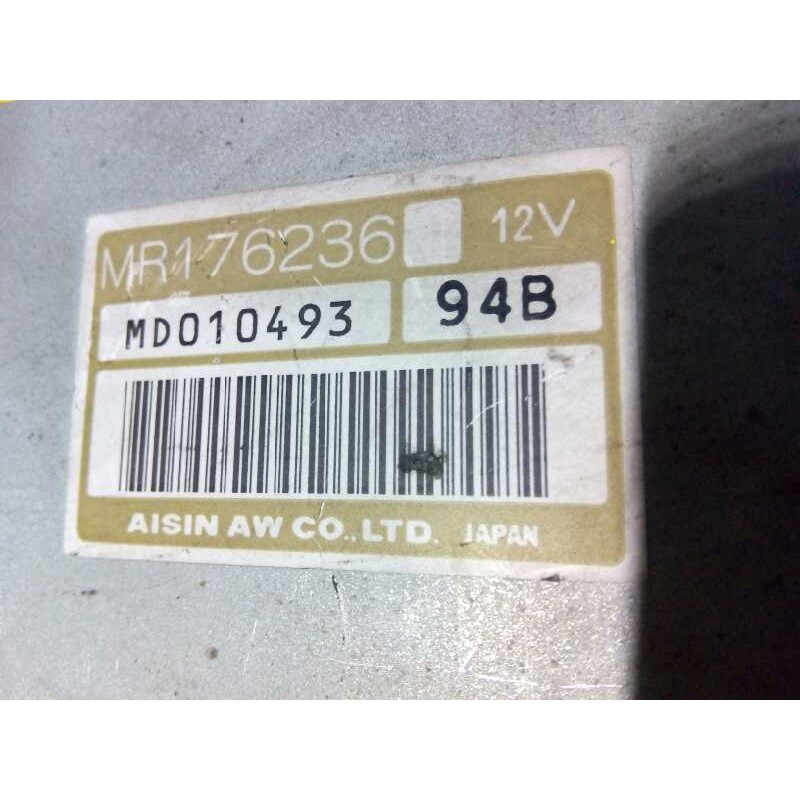 MR176236 12V
MD010493 94B
AISIN AW CO.,LTD. JAPAN